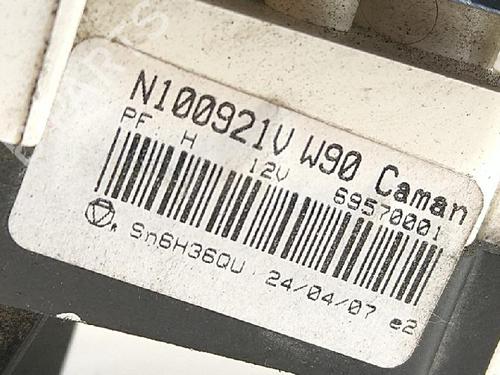 N100921V W90 Caman
PF H 12V 69570001
Sn6H36QU 24/04/07 e2